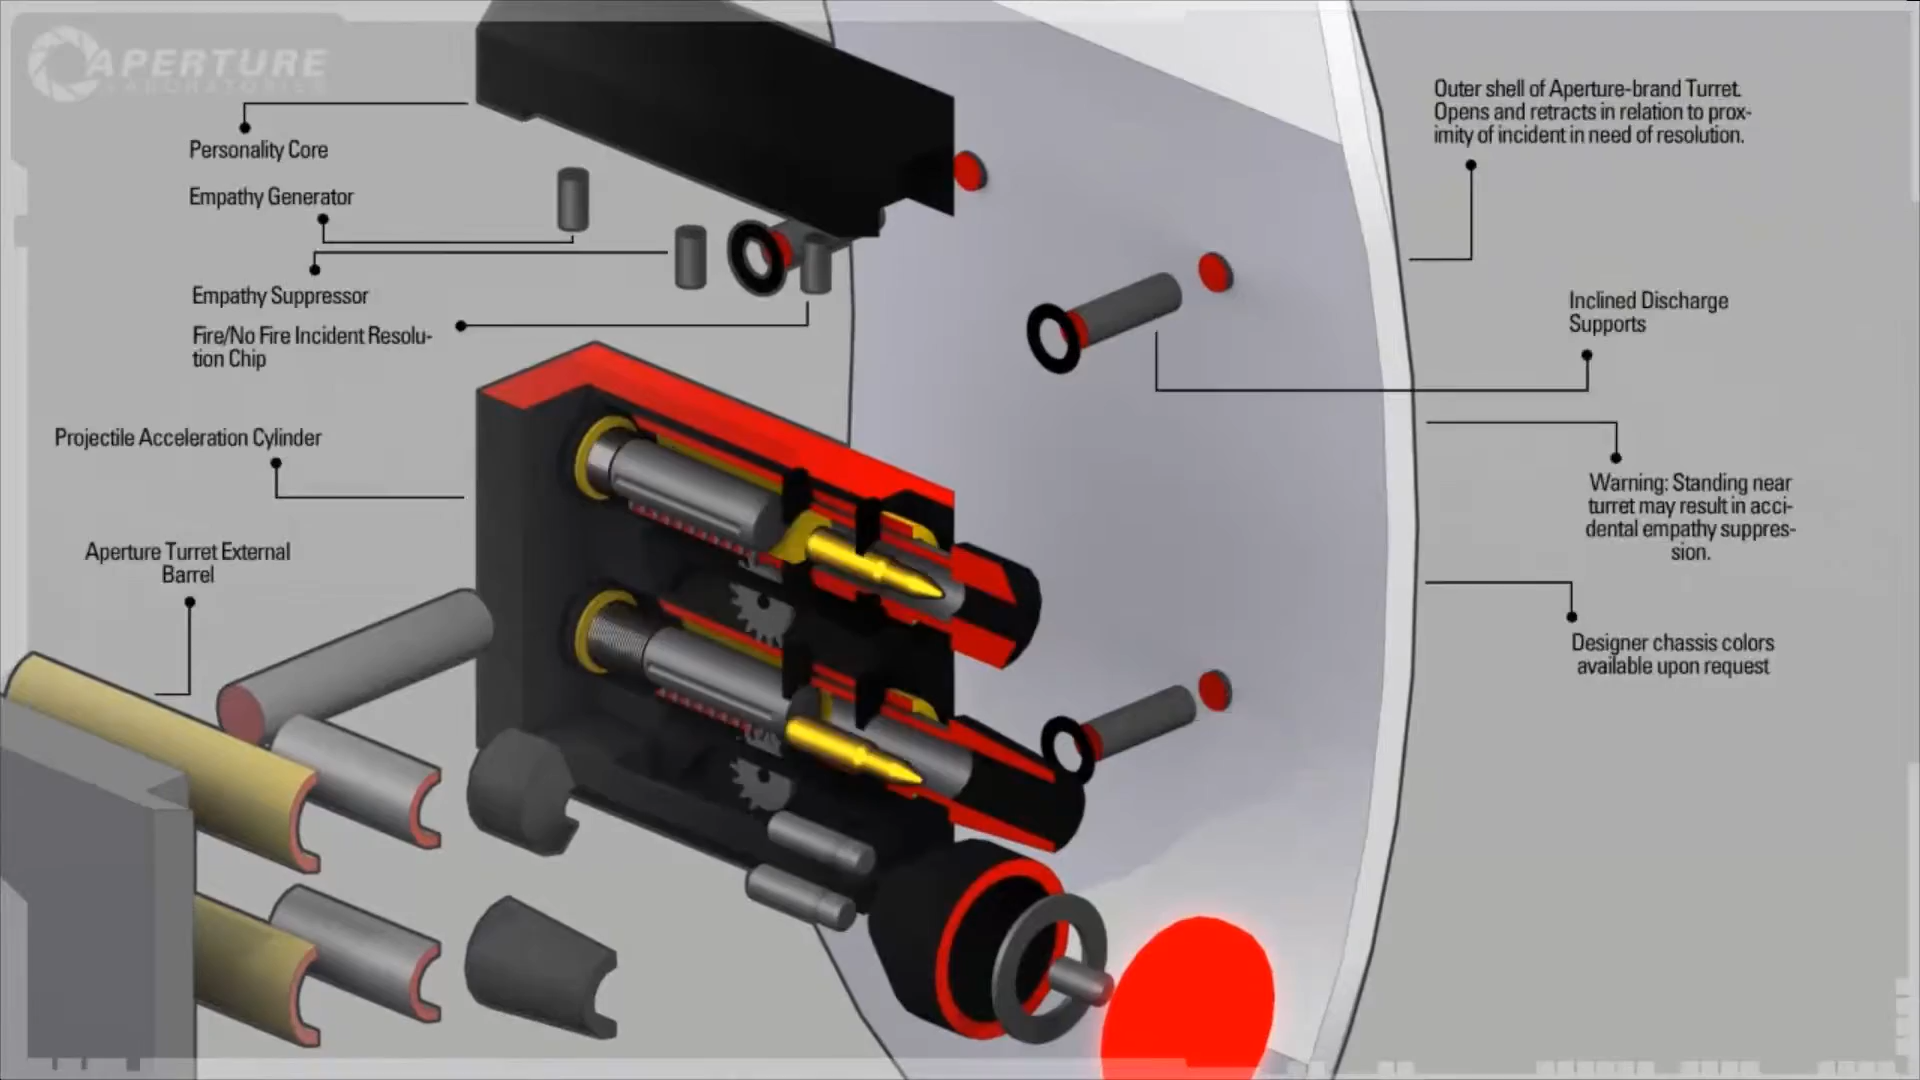 APERTURE
LABORATORIES
Personality Core
Empathy Generator
Empathy Suppressor
Fire/No Fire Incident Resolu-
tion Chip
Projectile Acceleration Cylinder
Aperture Turret External
Barrel
Outer shell of Aperture-brand Turret.
Opens and retracts in relation to prox-
imity of incident in need of resolution.
Inclined Discharge
Supports
Warning: Standing near
turret may result in acci-
dental empathy suppres-
sion.
Designer chassis colors
available upon request